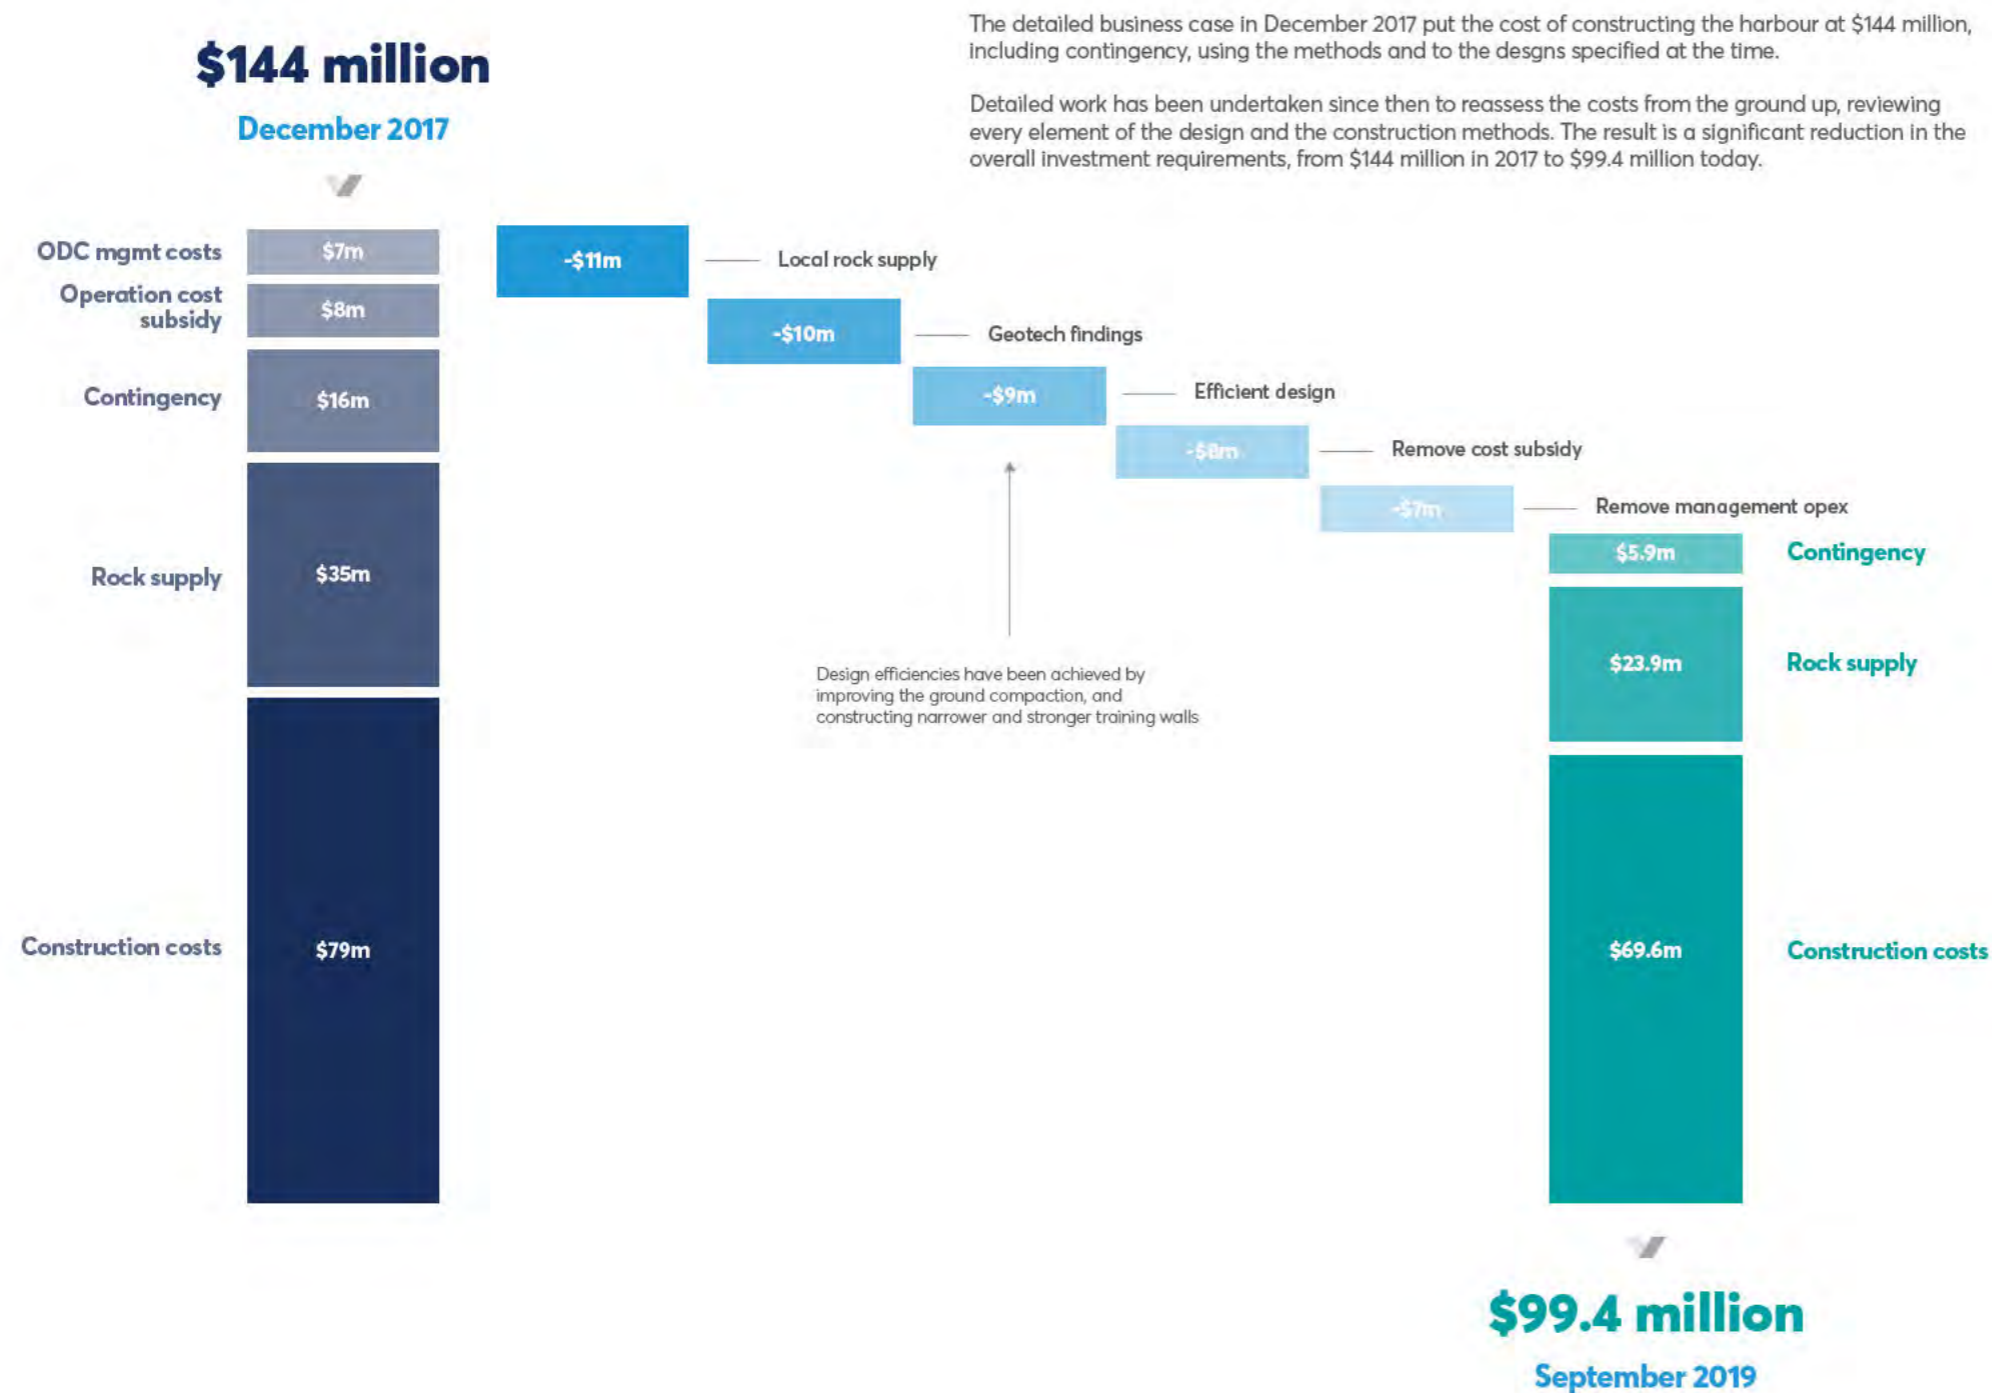 $144 million
December 2017
The detailed business case in December 2017 put the cost of constructing the harbour at $144 million,
including contingency, using the methods and to the desgns specified at the time.
Detailed work has been undertaken since then to reassess the costs from the ground up, reviewing
every element of the design and the construction methods. The result is a significant reduction in the
overall investment requirements, from $144 million in 2017 to $99.4 million today.
ODC mgmt costs
$7m
Operation cost
subsidy
$8m
Contingency
$16m
Rock supply
$35m
Construction costs
$79m
-$11m
Local rock supply
-$10m
Geotech findings
-$9m
Efficient design
-$8m
Remove cost subsidy
-$7m
Remove management opex
Design efficiencies have been achieved by
improving the ground compaction, and
constructing narrower and stronger training walls
$5.9m
Contingency
$23.9m
Rock supply
$69.6m
Construction costs
$99.4 million
September 2019